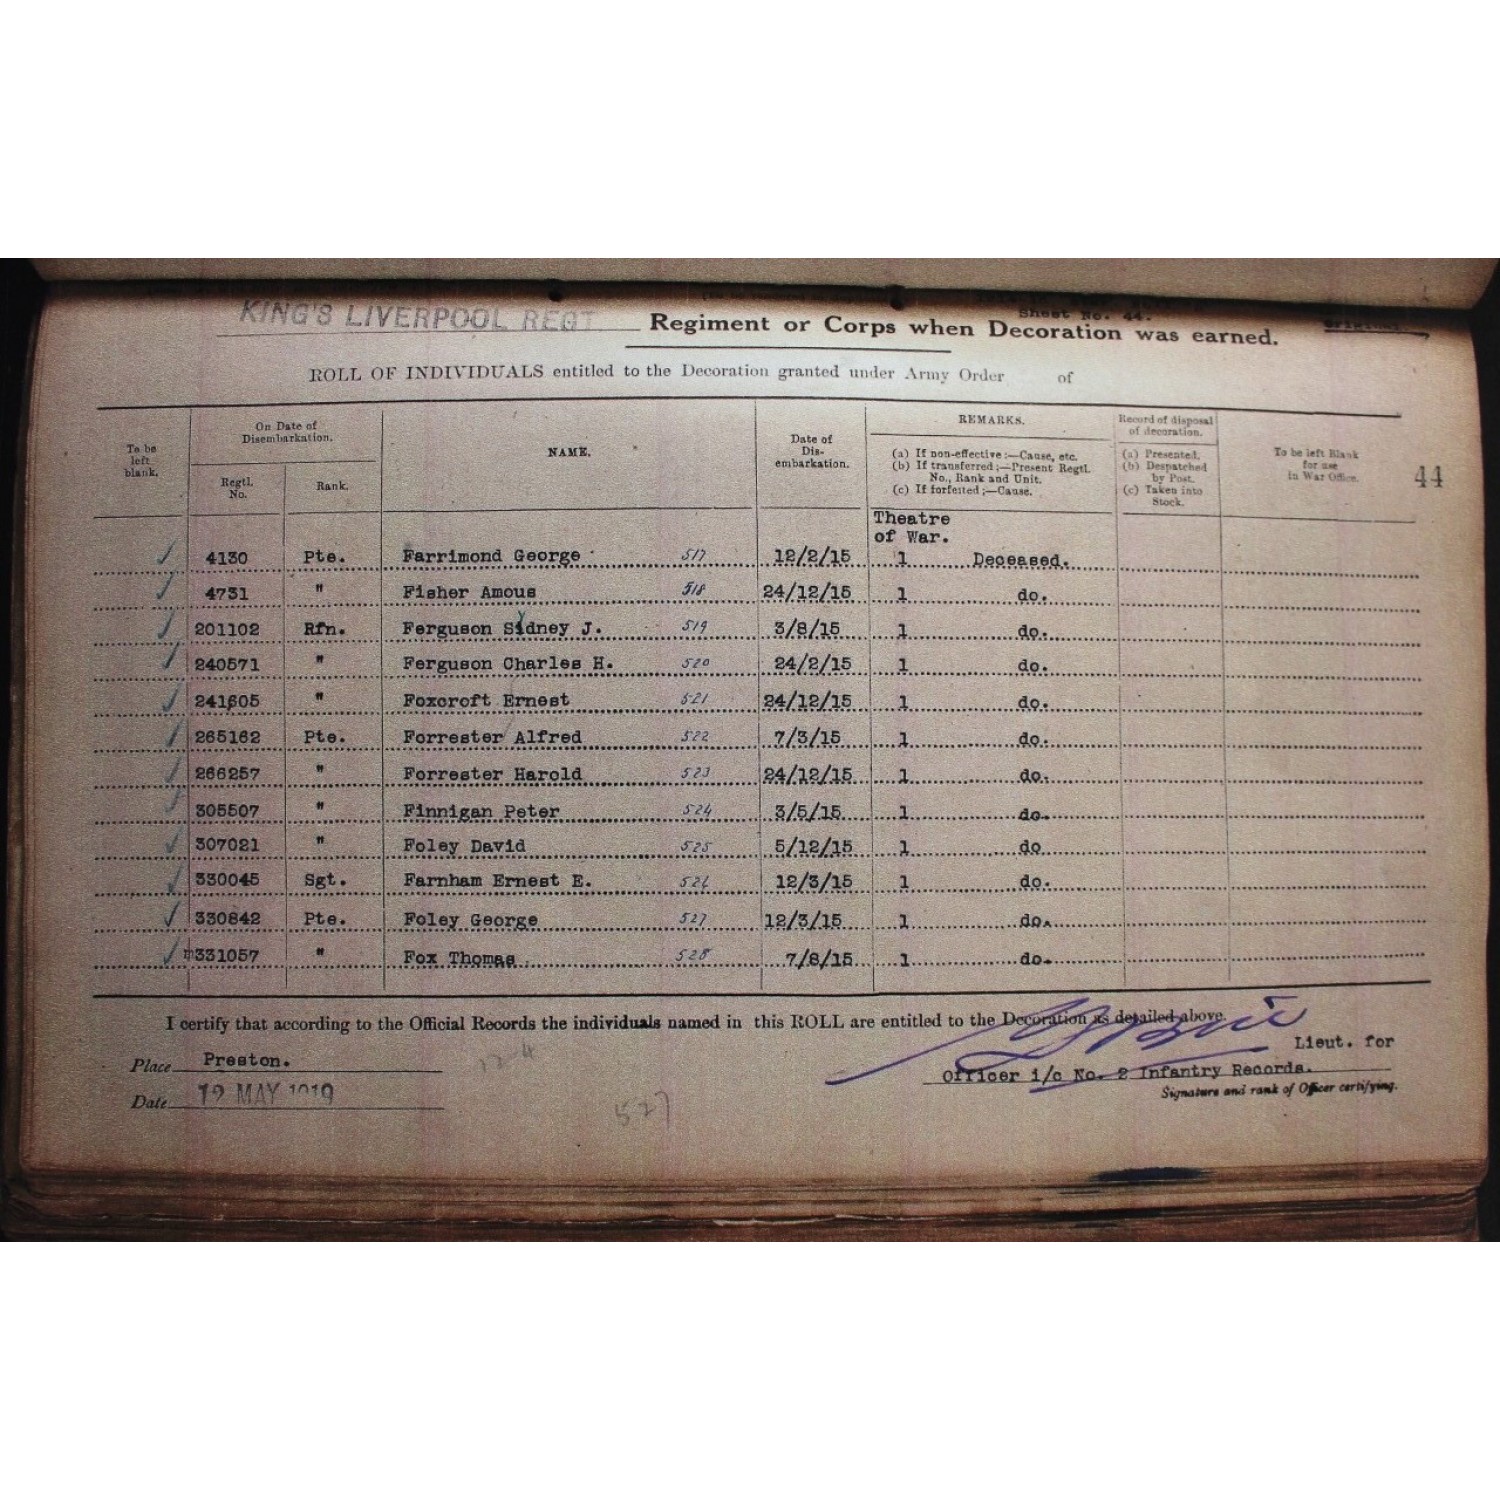 Sheet No. 44.
Original
KING'S LIVERPOOL REGT Regiment or Corps when Decoration was earned.
ROLL OF INDIVIDUALS entitled to the Decoration granted under Army Order of
To be left blank.
On Date of Disembarkation.
Regtl. No.
Rank.
NAME.
Date of Dis-embarkation.
REMARKS.
(a) If non-effective:—Cause, etc.
(b) If transferred:—Present Regtl. No., Rank and Unit.
(c) If forfeited:—Cause.
Record of disposal of decoration.
(a) Presented.
(b) Despatched by Post.
(c) Taken into Stock.
To be left Blank for use in War Office.
44
Theatre of War.
4130 Pte. Farrimond George 517 12/2/15 1 Deceased.
4731 " Fisher Amous 518 24/12/15 1 do.
201102 Rfn. Ferguson Sidney J. 519 3/8/15 1 do.
240571 " Ferguson Charles H. 520 24/2/15 1 do.
241605 " Foxcroft Ernest 521 24/12/15 1 do.
265162 Pte. Forrester Alfred 522 7/3/15 1 do.
266257 " Forrester Harold 523 24/12/15 1 do.
305507 " Finnigan Peter 524 3/5/15 1 do.
307021 " Foley David 525 5/12/15 1 do
330045 Sgt. Farnham Ernest E. 526 12/3/15 1 do.
330842 Pte. Foley George 527 12/3/15 1 do.
331057 " Fox Thomas 528 7/8/15 1 do.
I certify that according to the Official Records the individuals named in this ROLL are entitled to the Decoration as detailed above.
Place Preston.
Lieut. for
Officer i/c No. 2 Infantry Records.
Date 12 MAY 1919
Signature and rank of Officer certifying.
527